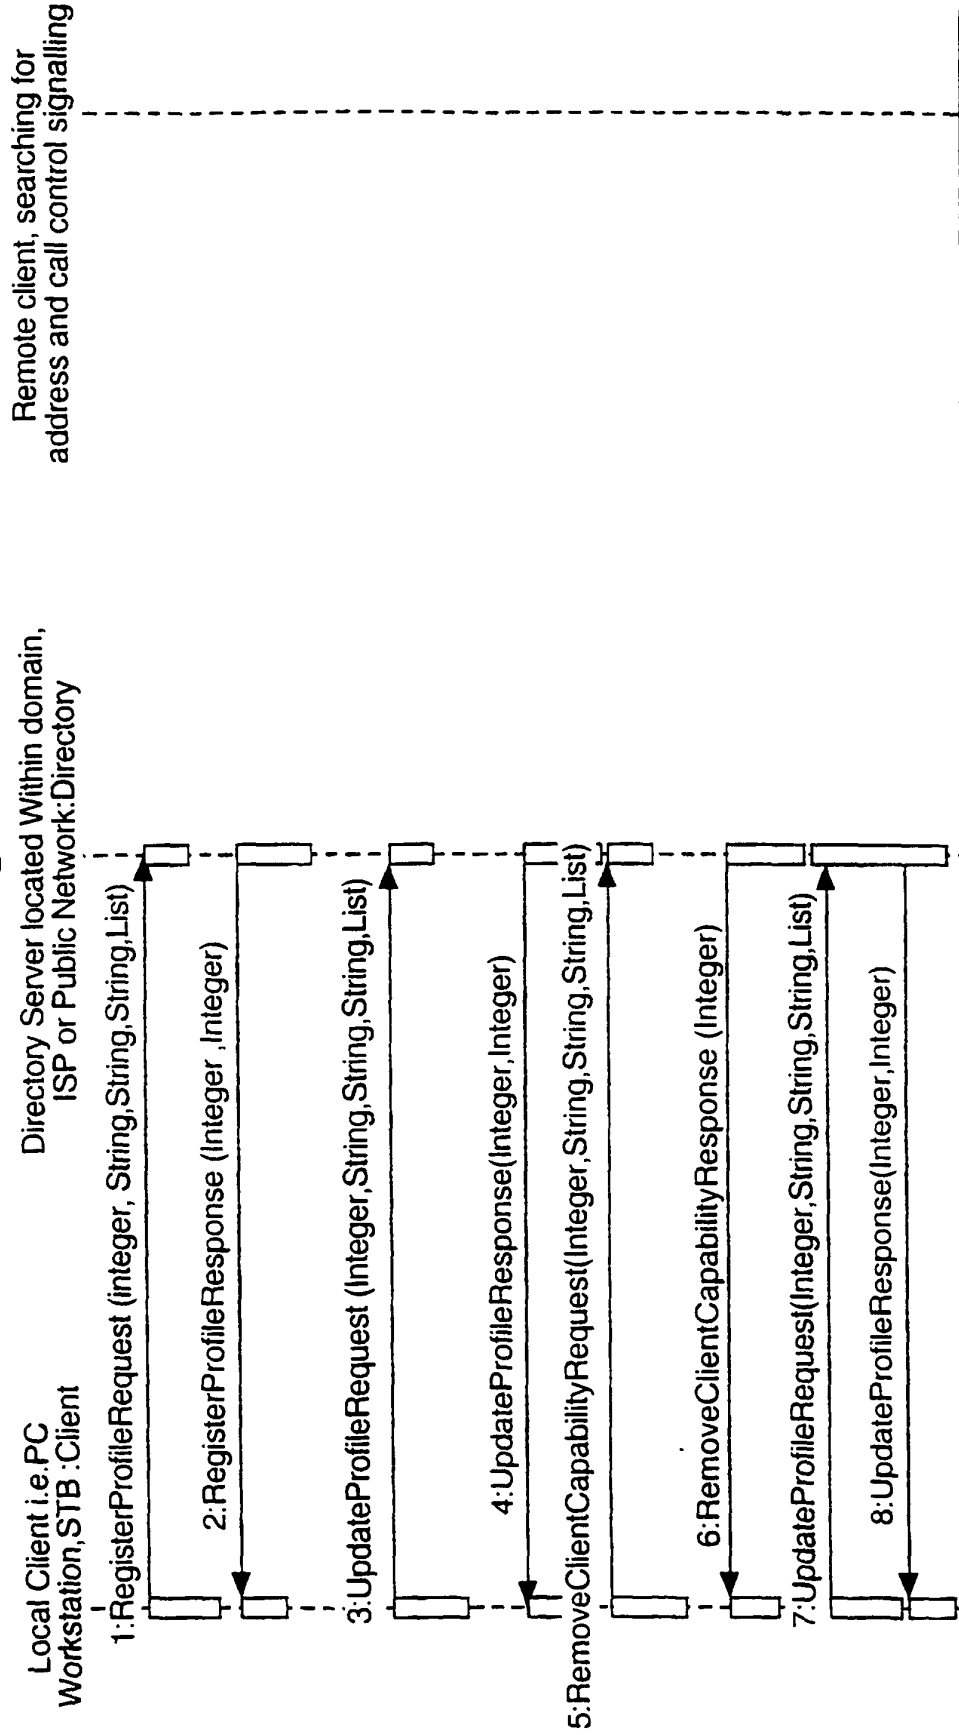 Local Client i.e.PC
Workstation,STB :Client
Directory Server located Within domain,
ISP or Public Network:Directory
Remote client, searching for
address and call control signalling
1:RegisterProfileRequest (integer, String,String,String,List)
2:RegisterProfileResponse (Integer ,Integer)
3:UpdateProfileRequest (Integer,String,String,String,List)
4:UpdateProfileResponse(Integer,Integer)
5:RemoveClientCapabilityRequest(Integer,String,String,String,List)
6:RemoveClientCapabilityResponse (Integer)
7:UpdateProfileRequest(Integer,String,String,String,List)
8:UpdateProfileResponse(Integer,Integer)